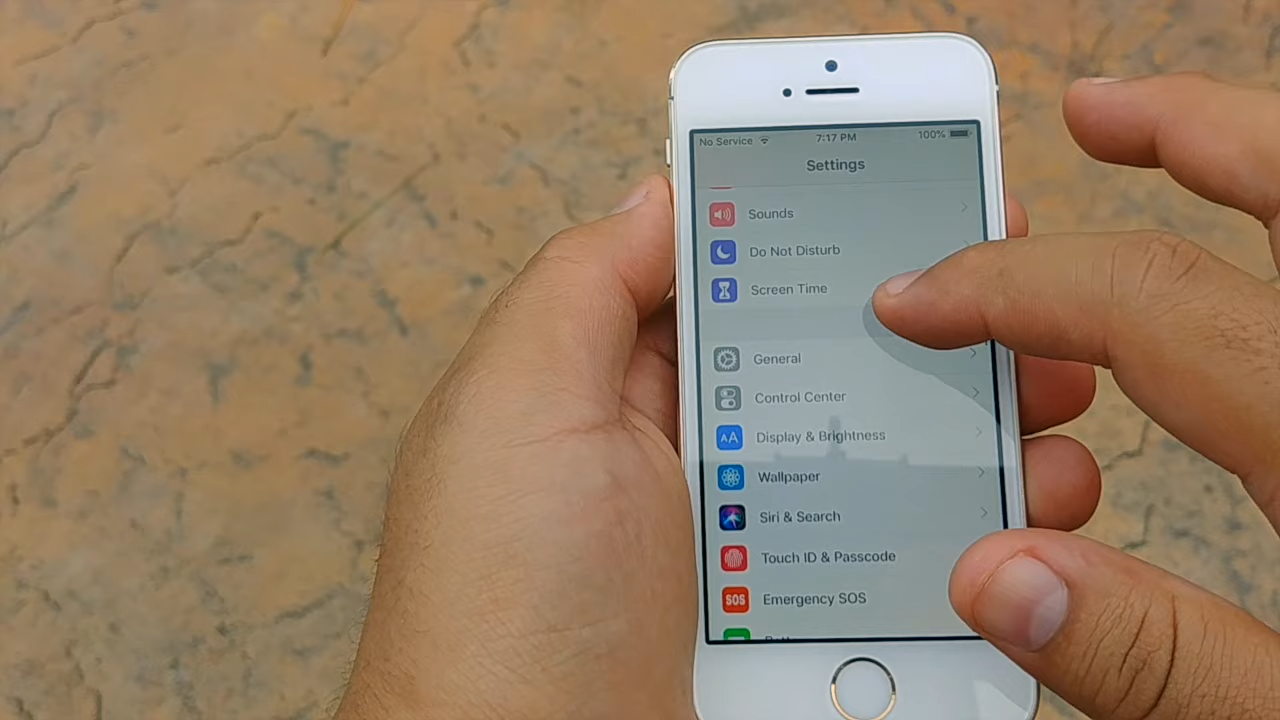 No Service 7:17 PM 100%
Settings
Sounds
Do Not Disturb
Screen Time
General
Control Center
AA Display & Brightness
Wallpaper
Siri & Search
Touch ID & Passcode
SOS Emergency SOS